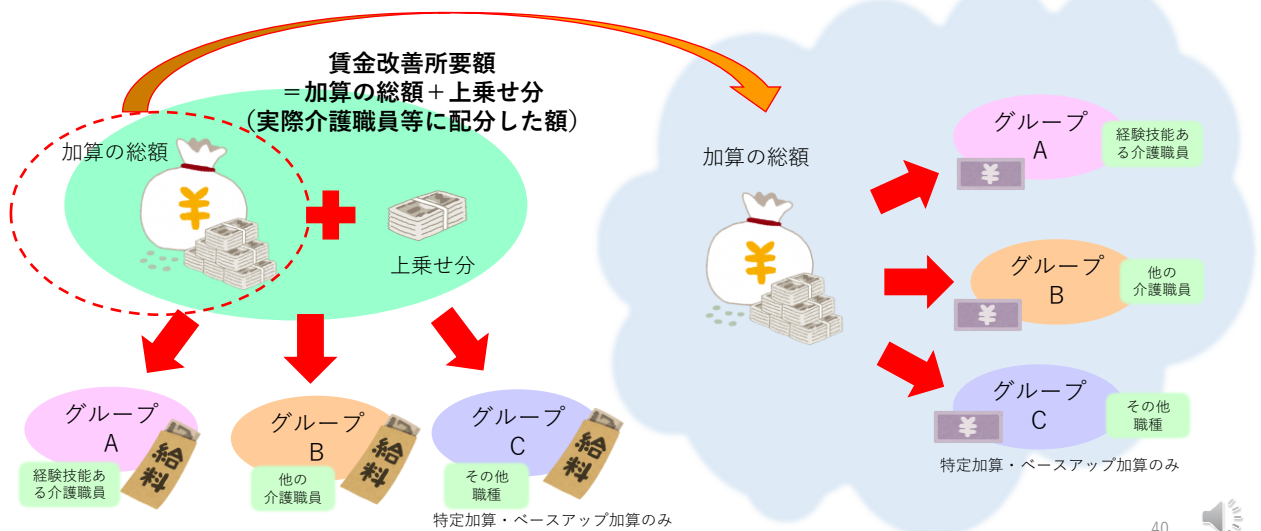 賃金改善所要額
＝加算の総額＋上乗せ分
（実際介護職員等に配分した額）
加算の総額
¥
上乗せ分
グループ
A
給料
経験技能あ
る介護職員
グループ
B
給料
他の
介護職員
グループ
C
給料
その他
職種
特定加算・ベースアップ加算のみ
加算の総額
¥
グループ
A
経験技能あ
る介護職員
¥
グループ
B
他の
介護職員
¥
グループ
C
その他
職種
¥
特定加算・ベースアップ加算のみ
40